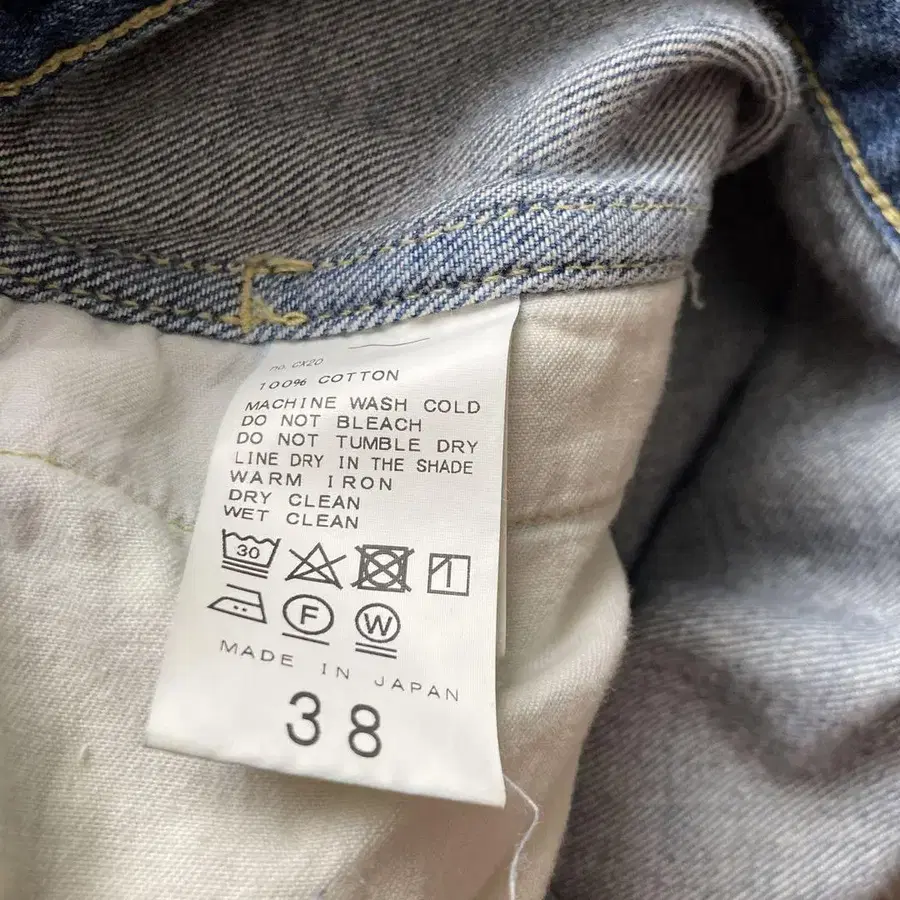 no. CX20
100% COTTON
MACHINE WASH COLD
DO NOT BLEACH
DO NOT TUMBLE DRY
LINE DRY IN THE SHADE
WARM IRON
DRY CLEAN
WET CLEAN
30
F W
MADE IN JAPAN
38